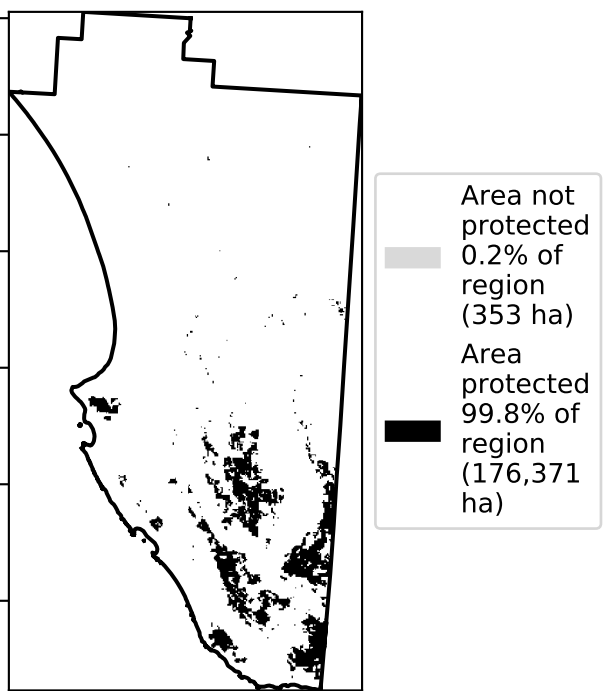 Area not
protected
0.2% of
region
(353 ha)
Area
protected
99.8% of
region
(176,371
ha)